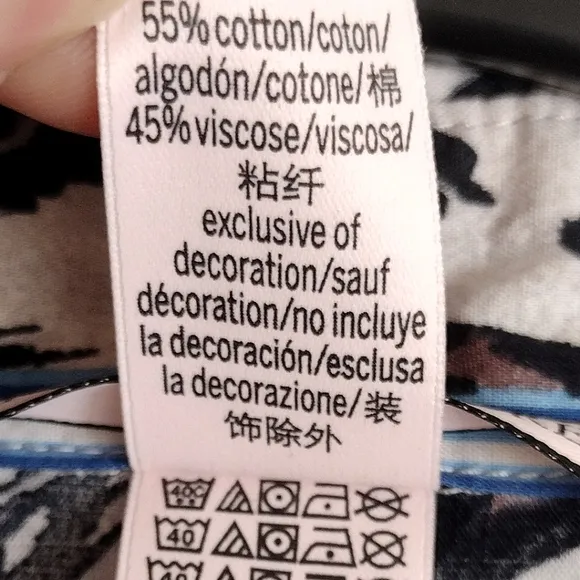 55% cotton/coton/
algodón/cotone/棉
45% viscose/viscosa/
粘纤
exclusive of
decoration/sauf
décoration/no incluye
la decoración/esclusa
la decorazione/装
饰除外
40C
40
40